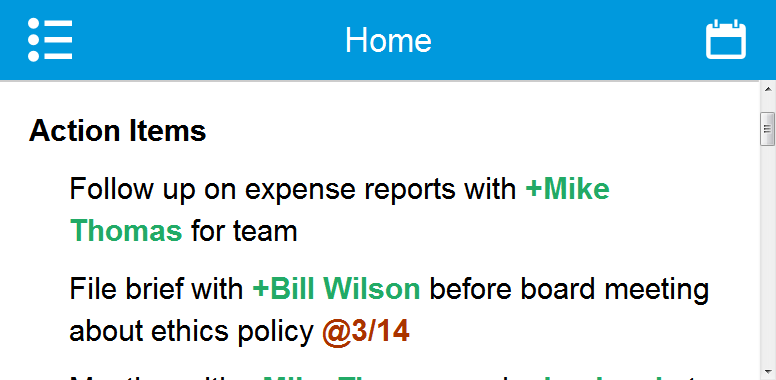 Home
Action Items
Follow up on expense reports with +Mike
Thomas for team
File brief with +Bill Wilson before board meeting
about ethics policy @3/14